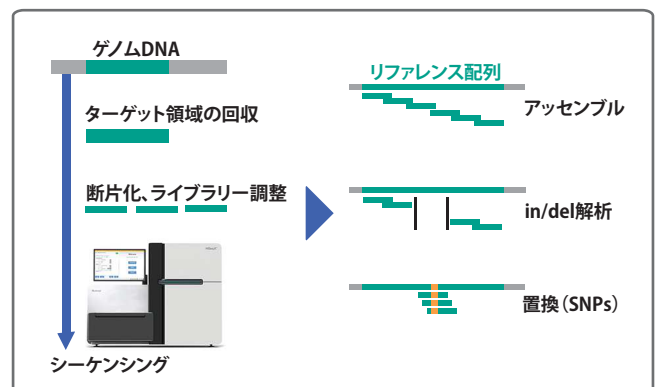 ゲノムDNA
ターゲット領域の回収
断片化、ライブラリー調整
シーケンシング
リファレンス配列
アッセンブル
in/del解析
置換（SNPs）